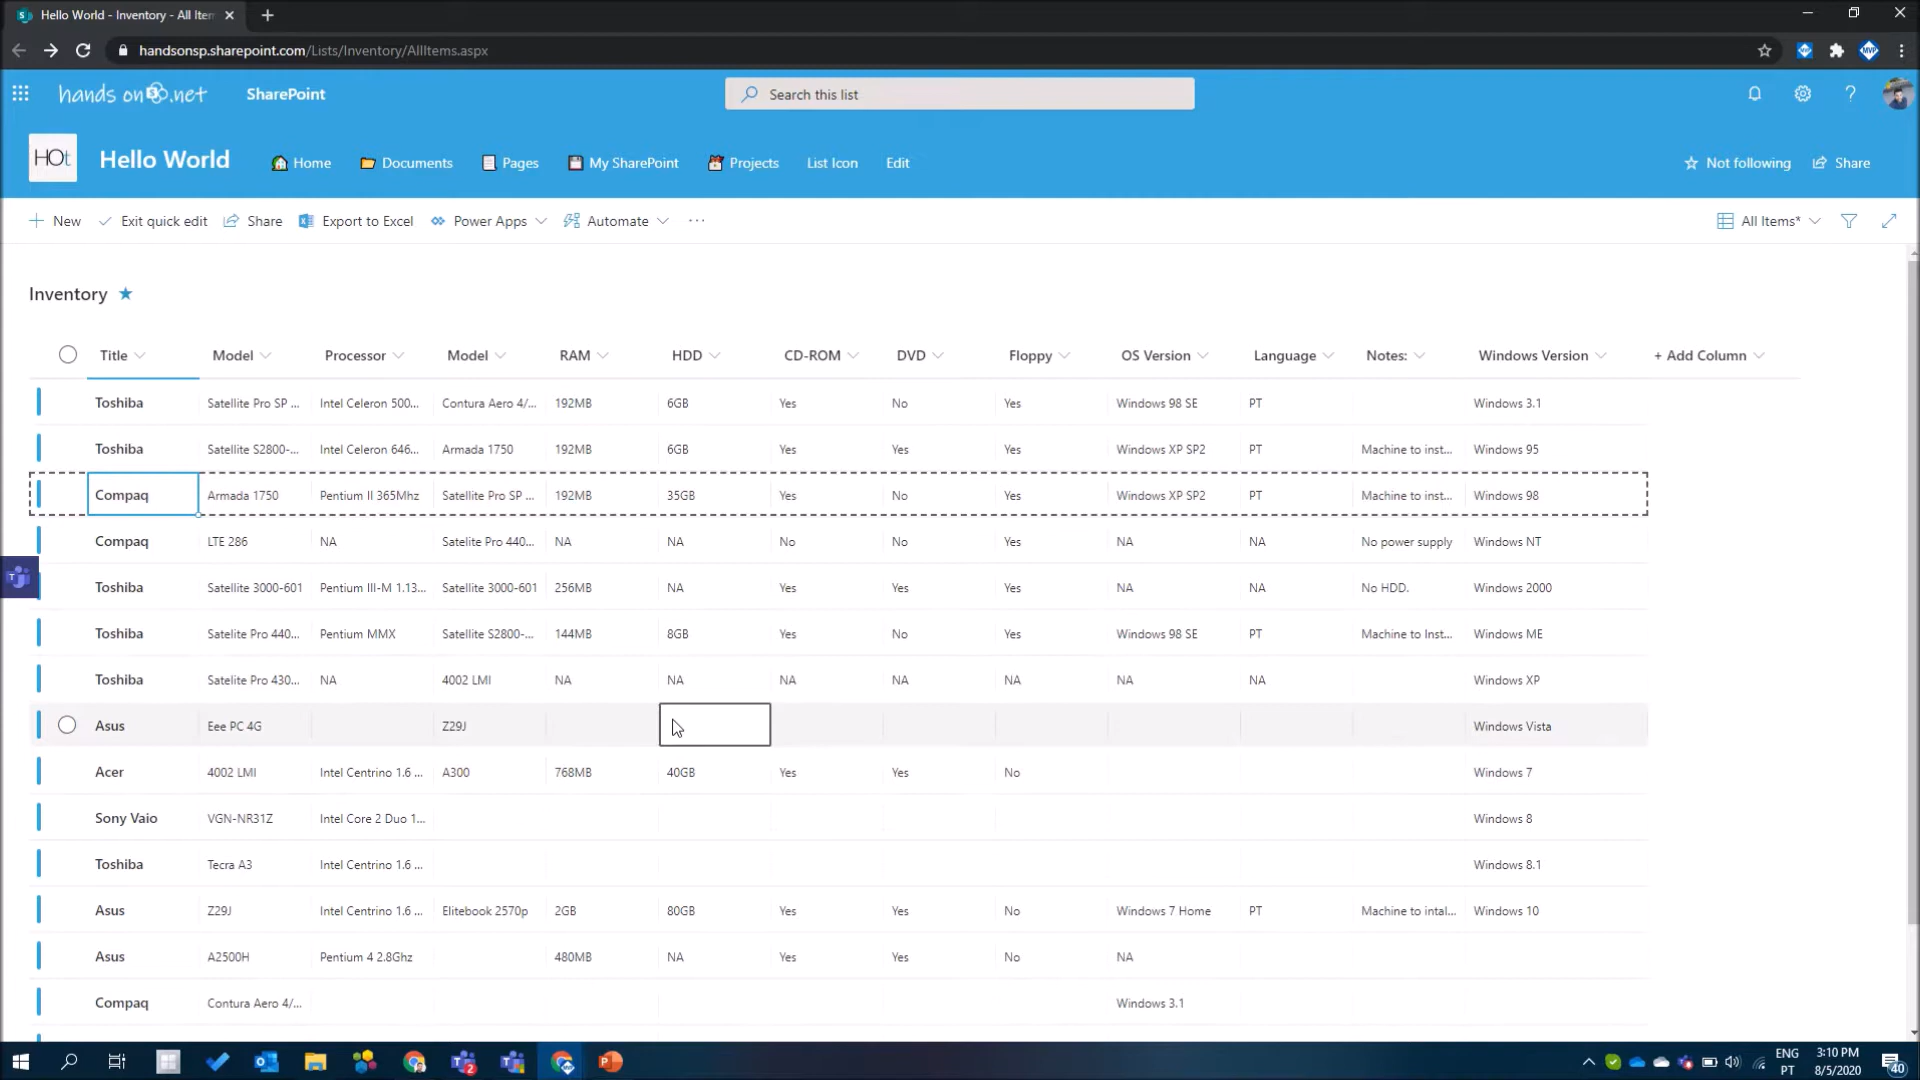 Hello World - Inventory - All Iten
handsonsp.sharepoint.com/Lists/Inventory/AllItems.aspx
hands on .net SharePoint Search this list
HOt Hello World Home Documents Pages My SharePoint Projects List Icon Edit Not following Share
New Exit quick edit Share Export to Excel Power Apps Automate ··· All Items*
Inventory
Title Model Processor Model RAM HDD CD-ROM DVD Floppy OS Version Language Notes: Windows Version + Add Column
Toshiba Satellite Pro SP ... Intel Celeron 500... Contura Aero 4/... 192MB 6GB Yes No Yes Windows 98 SE PT Windows 3.1
Toshiba Satellite S2800-... Intel Celeron 646... Armada 1750 192MB 6GB Yes Yes Yes Windows XP SP2 PT Machine to inst... Windows 95
Compaq Armada 1750 Pentium II 365Mhz Satellite Pro SP ... 192MB 35GB Yes No Yes Windows XP SP2 PT Machine to inst... Windows 98
Compaq LTE 286 NA Satelite Pro 440... NA NA No No Yes NA NA No power supply Windows NT
Toshiba Satellite 3000-601 Pentium III-M 1.13... Satellite 3000-601 256MB NA Yes Yes Yes NA NA No HDD. Windows 2000
Toshiba Satelite Pro 440... Pentium MMX Satellite S2800-... 144MB 8GB Yes No Yes Windows 98 SE PT Machine to Inst... Windows ME
Toshiba Satelite Pro 430... NA 4002 LMI NA NA NA NA NA NA NA Windows XP
Asus Eee PC 4G Z29J Windows Vista
Acer 4002 LMI Intel Centrino 1.6 ... A300 768MB 40GB Yes Yes No Windows 7
Sony Vaio VGN-NR31Z Intel Core 2 Duo 1... Windows 8
Toshiba Tecra A3 Intel Centrino 1.6 ... Windows 8.1
Asus Z29J Intel Centrino 1.6 ... Elitebook 2570p 2GB 80GB Yes Yes No Windows 7 Home PT Machine to intal... Windows 10
Asus A2500H Pentium 4 2.8Ghz 480MB NA Yes Yes No NA
Compaq Contura Aero 4/... Windows 3.1
ENG 3:10 PM
PT 8/5/2020 40